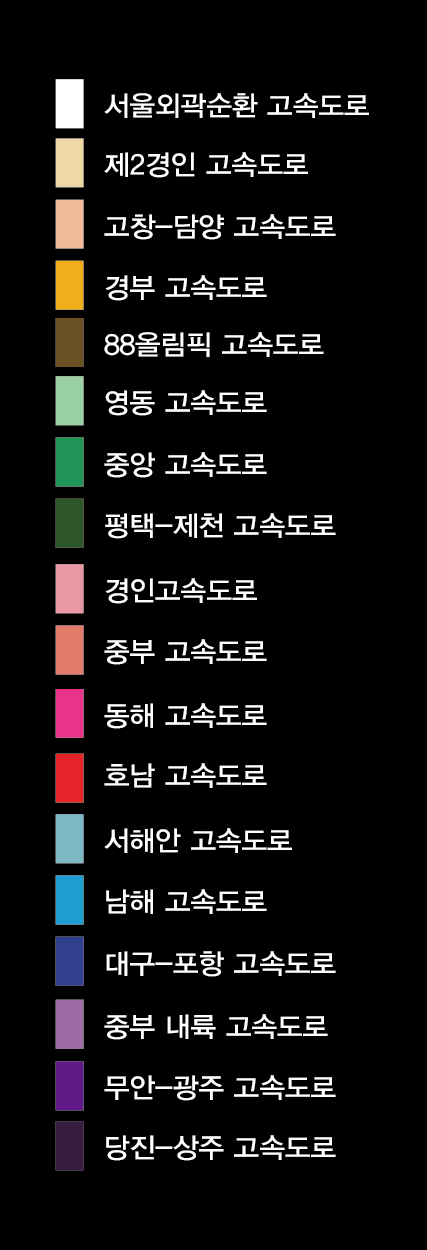 서울외곽순환 고속도로
제2경인 고속도로
고창-담양 고속도로
경부 고속도로
88올림픽 고속도로
영동 고속도로
중앙 고속도로
평택-제천 고속도로
경인고속도로
중부 고속도로
동해 고속도로
호남 고속도로
서해안 고속도로
남해 고속도로
대구-포항 고속도로
중부 내륙 고속도로
무안-광주 고속도로
당진-상주 고속도로